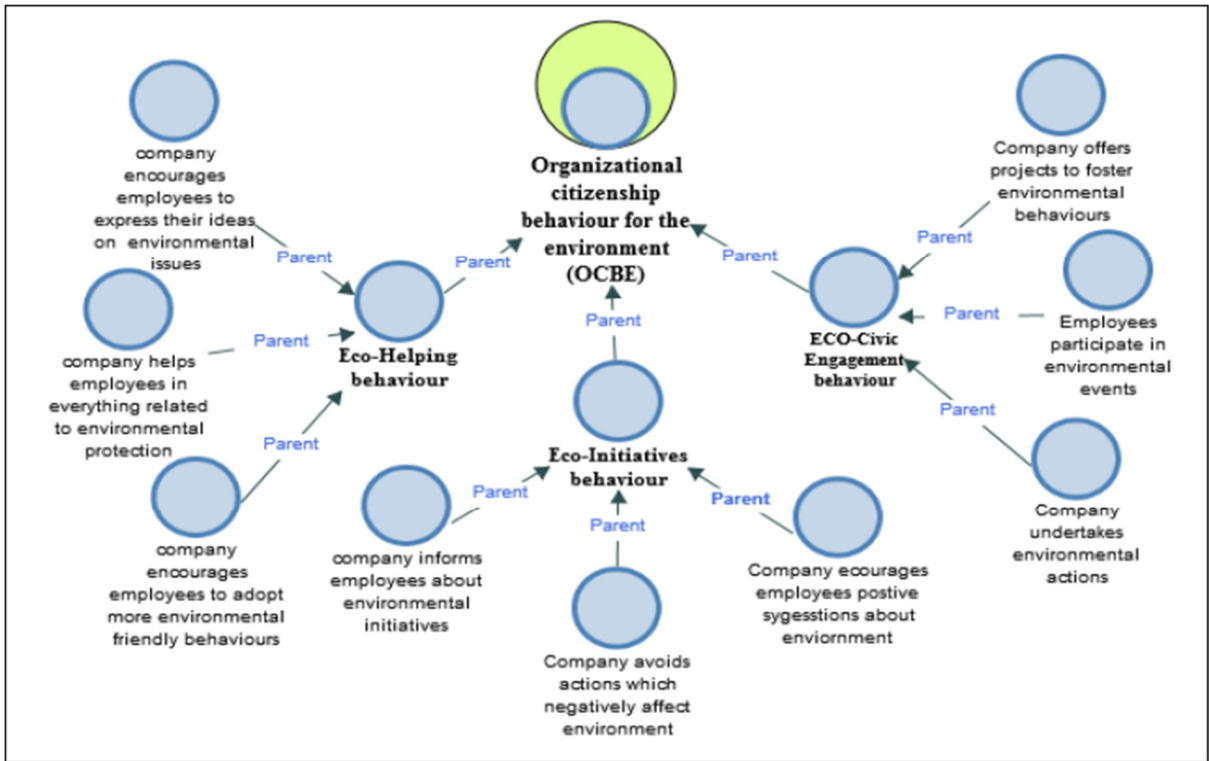 Organizational
citizenship
behaviour for the
environment
(OCBE)
company
encourages
employees to
express their ideas
on environmental
issues
Parent
Parent
company helps
employees in
everything related
to environmental
protection
Parent
Eco-Helping
behaviour
Parent
company
encourages
employees to adopt
more environmental
friendly behaviours
Parent
Eco-Initiatives
behaviour
Parent
company informs
employees about
environmental
initiatives
Parent
Company avoids
actions which
negatively affect
environment
Parent
Company ecourages
employees postive
sygesstions about
enviornment
Parent
ECO-Civic
Engagement
behaviour
Company offers
projects to foster
environmental
behaviours
Parent
Parent
Employees
participate in
environmental
events
Parent
Company
undertakes
environmental
actions